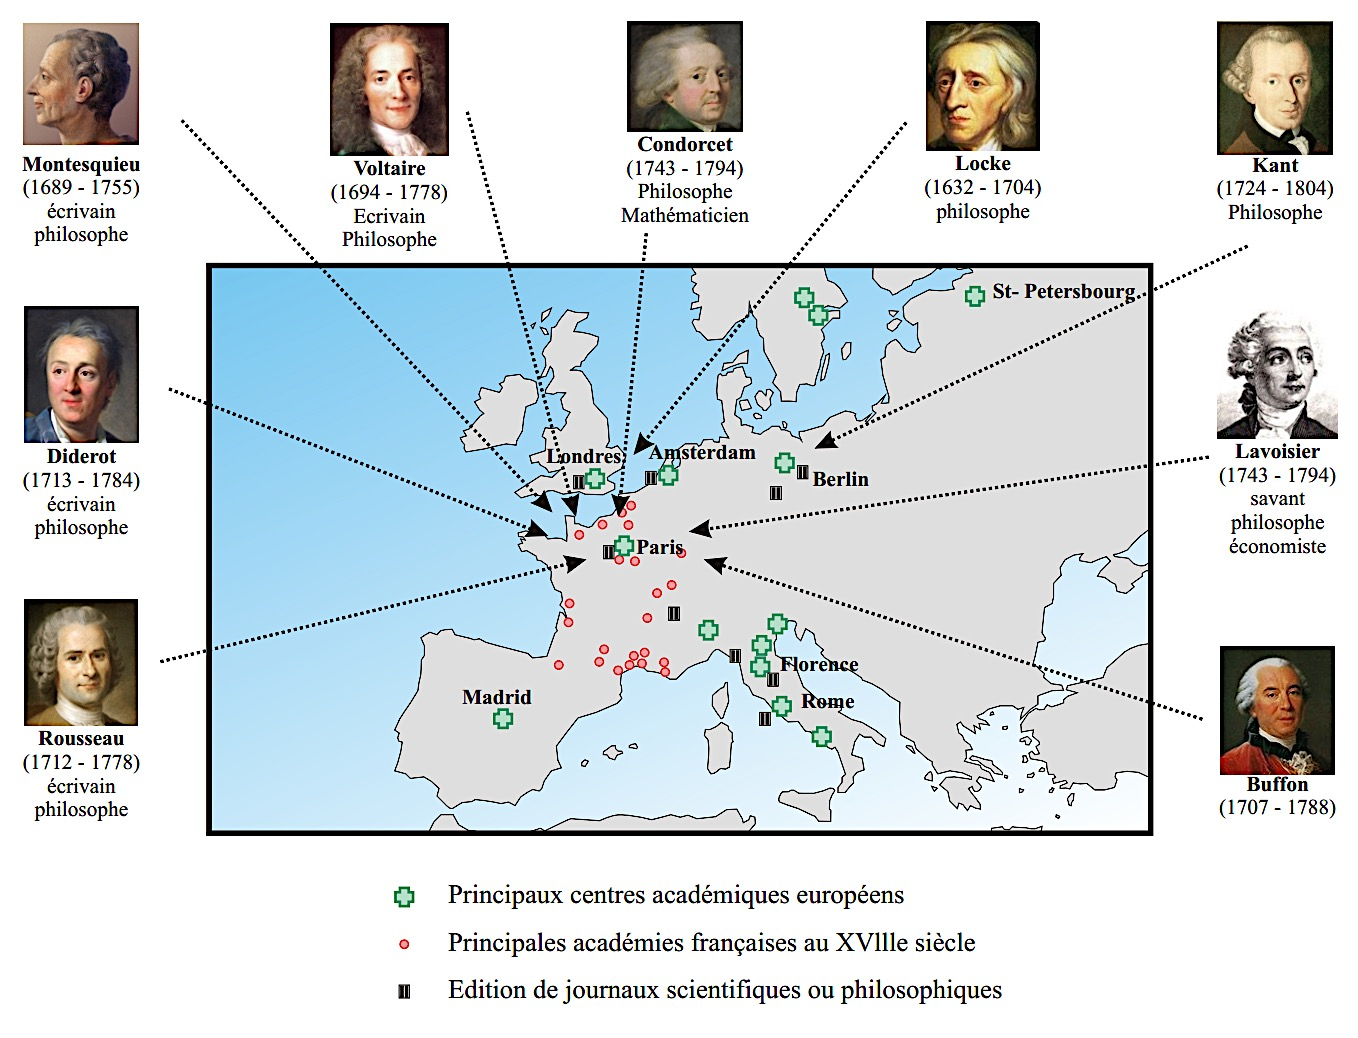 Montesquieu
(1689 - 1755)
écrivain
philosophe
Voltaire
(1694 - 1778)
Ecrivain
Philosophe
Condorcet
(1743 - 1794)
Philosophe
Mathématicien
Locke
(1632 - 1704)
philosophe
Kant
(1724 - 1804)
Philosophe
Diderot
(1713 - 1784)
écrivain
philosophe
Rousseau
(1712 - 1778)
écrivain
philosophe
St- Petersbourg
Londres
Amsterdam
Berlin
Paris
Florence
Madrid
Rome
Lavoisier
(1743 - 1794)
savant
philosophe
économiste
Buffon
(1707 - 1788)
Principaux centres académiques européens
Principales académies françaises au XVllle siècle
Edition de journaux scientifiques ou philosophiques